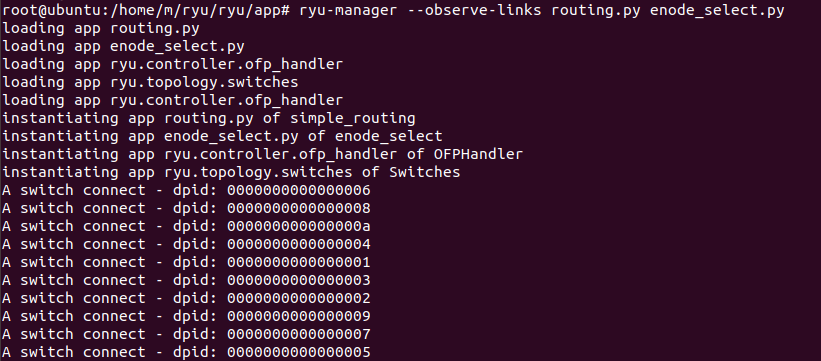 root@ubuntu:/home/m/ryu/ryu/app# ryu-manager --observe-links routing.py enode_select.py
loading app routing.py
loading app enode_select.py
loading app ryu.controller.ofp_handler
loading app ryu.topology.switches
loading app ryu.controller.ofp_handler
instantiating app routing.py of simple_routing
instantiating app enode_select.py of enode_select
instantiating app ryu.controller.ofp_handler of OFPHandler
instantiating app ryu.topology.switches of Switches
A switch connect - dpid: 0000000000000006
A switch connect - dpid: 0000000000000008
A switch connect - dpid: 000000000000000a
A switch connect - dpid: 0000000000000004
A switch connect - dpid: 0000000000000001
A switch connect - dpid: 0000000000000003
A switch connect - dpid: 0000000000000002
A switch connect - dpid: 0000000000000009
A switch connect - dpid: 0000000000000007
A switch connect - dpid: 0000000000000005